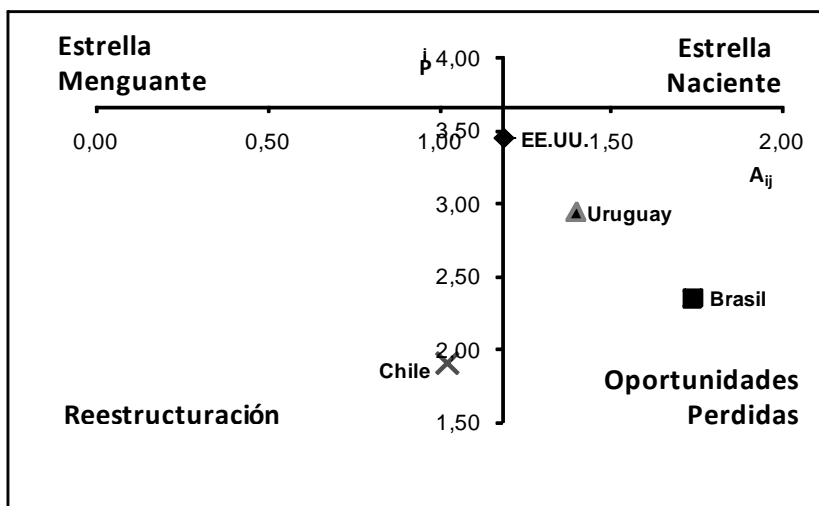 Estrella
Menguante
Pj
4,00
Estrella
Naciente
0,00
0,50
1,00
3,50
1,50
2,00
EE.UU.
Aij
3,00
Uruguay
2,50
Brasil
2,00
Chile
Oportunidades
Perdidas
Reestructuración
1,50